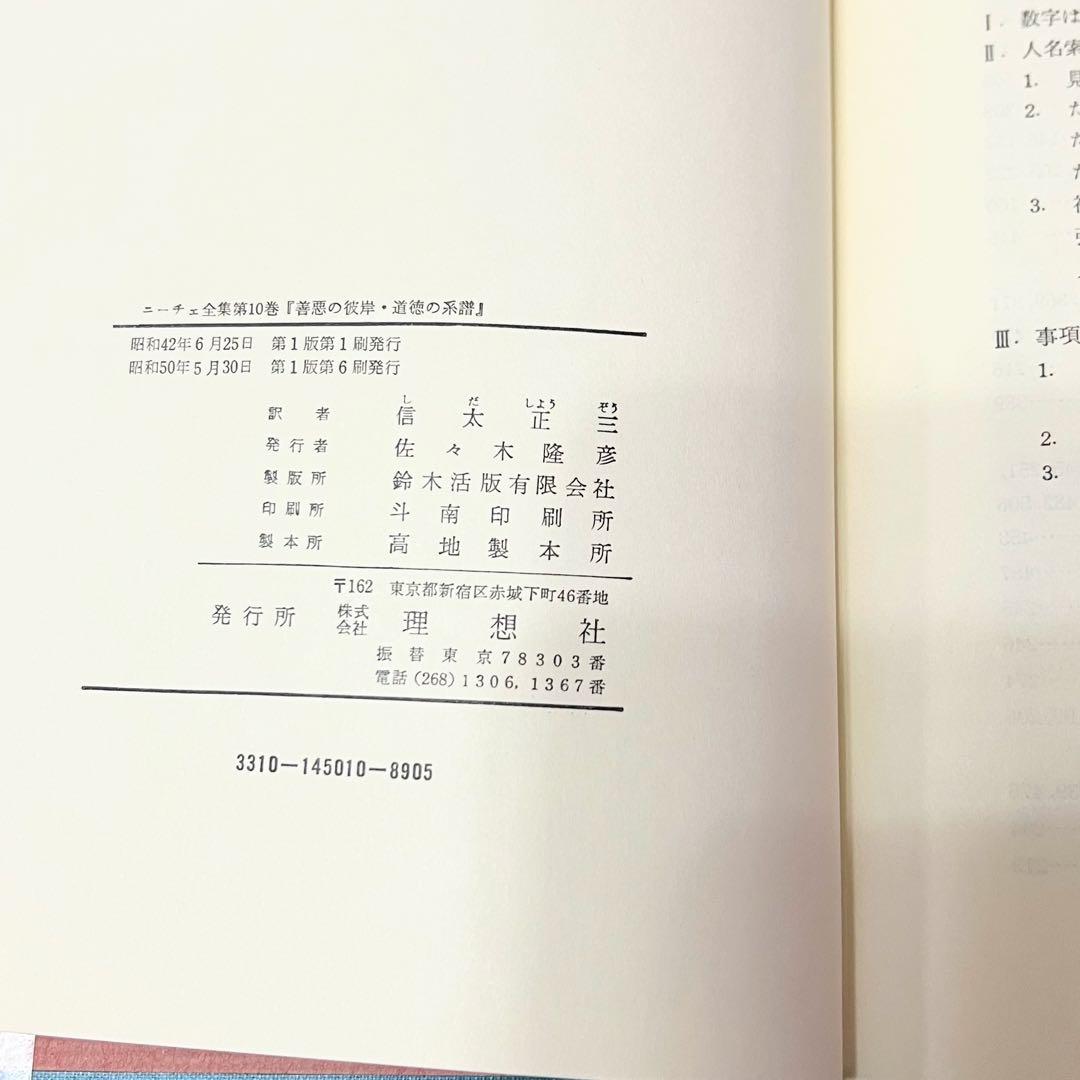 ニーチェ全集第10巻『善悪の彼岸・道徳の系譜』
昭和42年6月25日 第1版第1刷発行
昭和50年5月30日 第1版第6刷発行
訳者 信太正三
しだしようぞう
発行者 佐々木隆彦
製版所 鈴木活版有限会社
印刷所 斗南印刷所
製本所 高地製本所
〒162 東京都新宿区赤城下町46番地
発行所 株式会社 理想社
振替東京78303番
電話(268)1306,1367番
3310-145010-8905
Ⅰ. 数字は
Ⅱ. 人名索
1. 見
2. た
た
た
3.
Ⅲ. 事項
1.
2.
3.